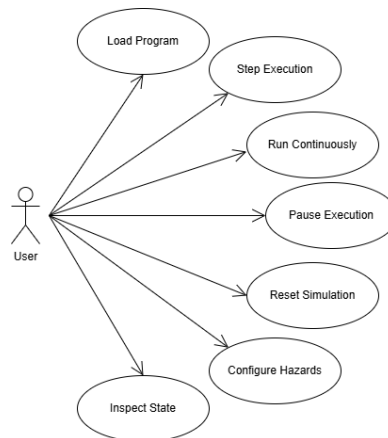 Load Program
Step Execution
Run Continuously
Pause Execution
User
Reset Simulation
Configure Hazards
Inspect State